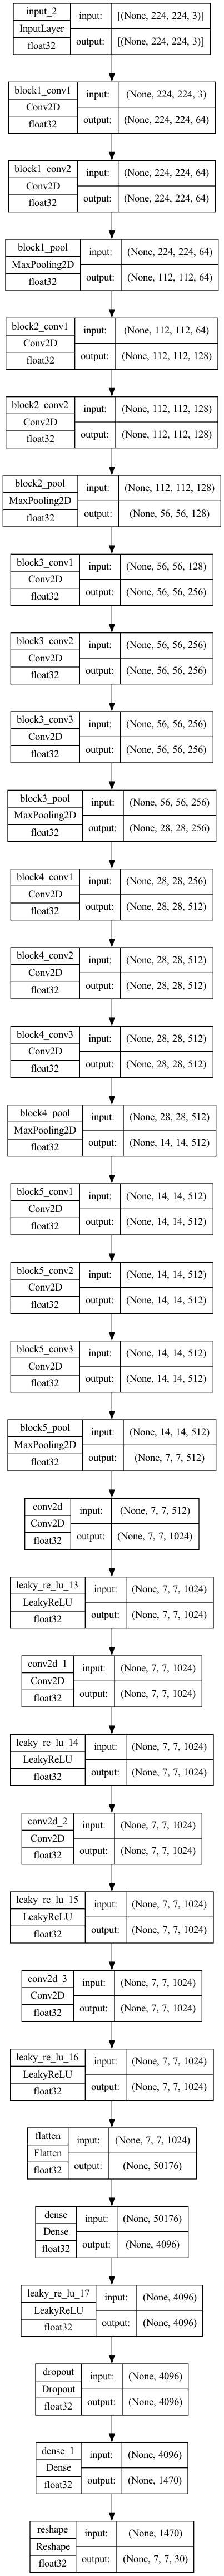 input_2 input: [(None, 224, 224, 3)]
InputLayer
float32 output: [(None, 224, 224, 3)]
block1_conv1 input: (None, 224, 224, 3)
Conv2D
float32 output: (None, 224, 224, 64)
block1_conv2 input: (None, 224, 224, 64)
Conv2D
float32 output: (None, 224, 224, 64)
block1_pool input: (None, 224, 224, 64)
MaxPooling2D
float32 output: (None, 112, 112, 64)
block2_conv1 input: (None, 112, 112, 64)
Conv2D
float32 output: (None, 112, 112, 128)
block2_conv2 input: (None, 112, 112, 128)
Conv2D
float32 output: (None, 112, 112, 128)
block2_pool input: (None, 112, 112, 128)
MaxPooling2D
float32 output: (None, 56, 56, 128)
block3_conv1 input: (None, 56, 56, 128)
Conv2D
float32 output: (None, 56, 56, 256)
block3_conv2 input: (None, 56, 56, 256)
Conv2D
float32 output: (None, 56, 56, 256)
block3_conv3 input: (None, 56, 56, 256)
Conv2D
float32 output: (None, 56, 56, 256)
block3_pool input: (None, 56, 56, 256)
MaxPooling2D
float32 output: (None, 28, 28, 256)
block4_conv1 input: (None, 28, 28, 256)
Conv2D
float32 output: (None, 28, 28, 512)
block4_conv2 input: (None, 28, 28, 512)
Conv2D
float32 output: (None, 28, 28, 512)
block4_conv3 input: (None, 28, 28, 512)
Conv2D
float32 output: (None, 28, 28, 512)
block4_pool input: (None, 28, 28, 512)
MaxPooling2D
float32 output: (None, 14, 14, 512)
block5_conv1 input: (None, 14, 14, 512)
Conv2D
float32 output: (None, 14, 14, 512)
block5_conv2 input: (None, 14, 14, 512)
Conv2D
float32 output: (None, 14, 14, 512)
block5_conv3 input: (None, 14, 14, 512)
Conv2D
float32 output: (None, 14, 14, 512)
block5_pool input: (None, 14, 14, 512)
MaxPooling2D
float32 output: (None, 7, 7, 512)
conv2d input: (None, 7, 7, 512)
Conv2D
float32 output: (None, 7, 7, 1024)
leaky_re_lu_13 input: (None, 7, 7, 1024)
LeakyReLU
float32 output: (None, 7, 7, 1024)
conv2d_1 input: (None, 7, 7, 1024)
Conv2D
float32 output: (None, 7, 7, 1024)
leaky_re_lu_14 input: (None, 7, 7, 1024)
LeakyReLU
float32 output: (None, 7, 7, 1024)
conv2d_2 input: (None, 7, 7, 1024)
Conv2D
float32 output: (None, 7, 7, 1024)
leaky_re_lu_15 input: (None, 7, 7, 1024)
LeakyReLU
float32 output: (None, 7, 7, 1024)
conv2d_3 input: (None, 7, 7, 1024)
Conv2D
float32 output: (None, 7, 7, 1024)
leaky_re_lu_16 input: (None, 7, 7, 1024)
LeakyReLU
float32 output: (None, 7, 7, 1024)
flatten input: (None, 7, 7, 1024)
Flatten
float32 output: (None, 50176)
dense input: (None, 50176)
Dense
float32 output: (None, 4096)
leaky_re_lu_17 input: (None, 4096)
LeakyReLU
float32 output: (None, 4096)
dropout input: (None, 4096)
Dropout
float32 output: (None, 4096)
dense_1 input: (None, 4096)
Dense
float32 output: (None, 1470)
reshape input: (None, 1470)
Reshape
float32 output: (None, 7, 7, 30)